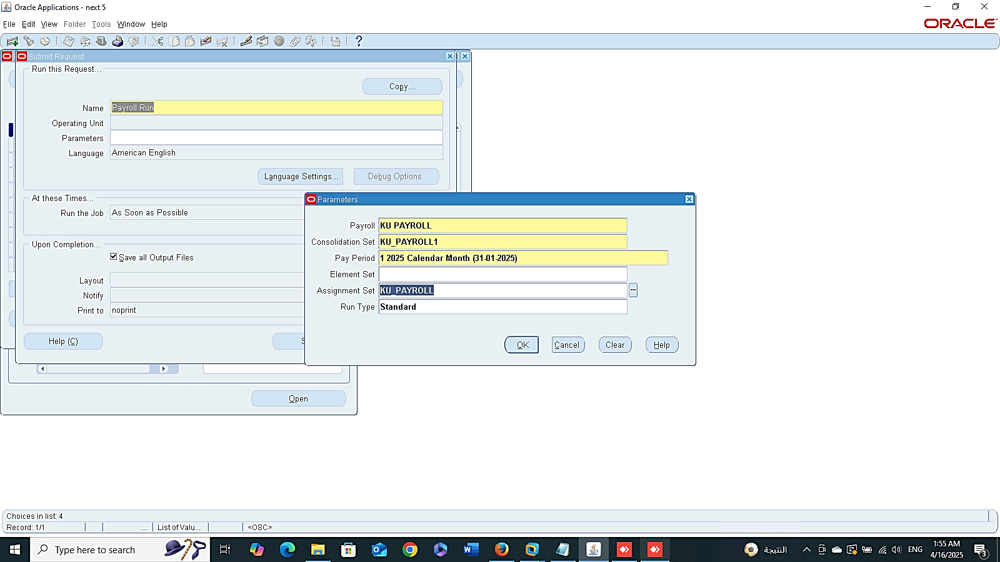 Oracle Applications - next 5
File Edit View Folder Tools Window Help
ORACLE
Submit Request
Run this Request...
Copy...
Name Payroll Run
Operating Unit
Parameters
Language American English
Language Settings... Debug Options
At these Times...
Run the Job As Soon as Possible
Upon Completion...
Save all Output Files
Layout
Notify
Print to noprint
Help (C) S
Parameters
Payroll KU PAYROLL
Consolidation Set KU_PAYROLL1
Pay Period 1 2025 Calendar Month (31-01-2025)
Element Set
Assignment Set KU_PAYROLL ...
Run Type Standard
OK Cancel Clear Help
Open
Choices in list: 4
Record: 1/1 ... List of Valu... <OSC>
Type here to search النتيجة ENG 1:55 AM
4/16/2025 3